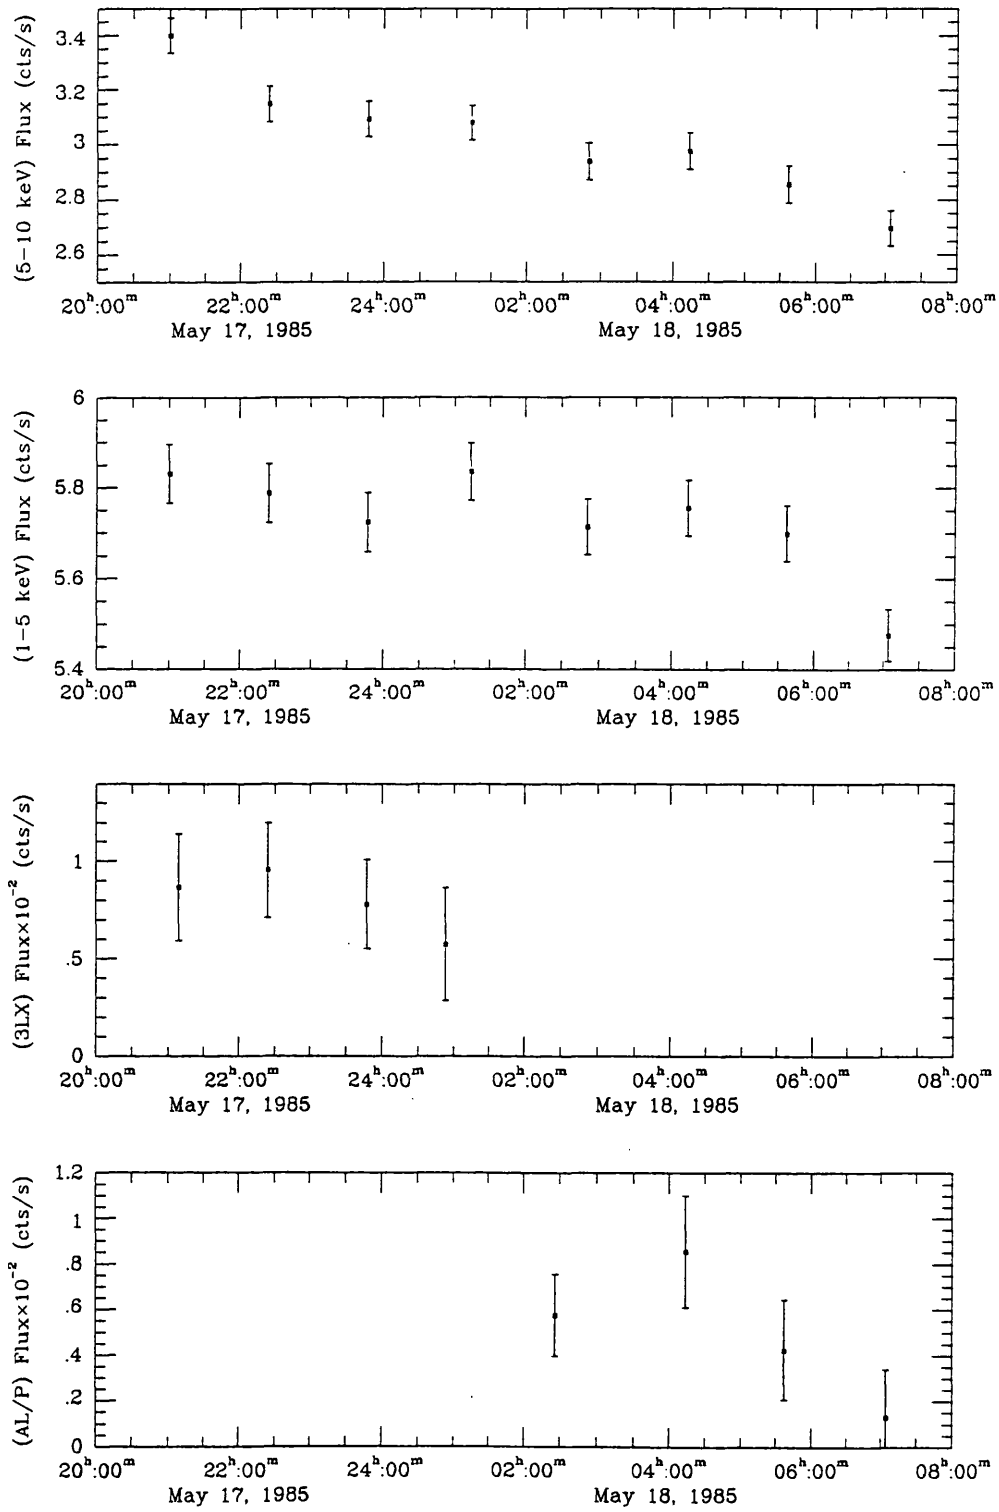 (5-10 keV) Flux (cts/s)
3.4
3.2
3
2.8
2.6
20ʰ:00ᵐ 22ʰ:00ᵐ 24ʰ:00ᵐ 02ʰ:00ᵐ 04ʰ:00ᵐ 06ʰ:00ᵐ 08ʰ:00ᵐ
May 17, 1985 May 18, 1985
(1-5 keV) Flux (cts/s)
6
5.8
5.6
5.4
20ʰ:00ᵐ 22ʰ:00ᵐ 24ʰ:00ᵐ 02ʰ:00ᵐ 04ʰ:00ᵐ 06ʰ:00ᵐ 08ʰ:00ᵐ
May 17, 1985 May 18, 1985
(3LX) Flux×10⁻² (cts/s)
1
.5
0
20ʰ:00ᵐ 22ʰ:00ᵐ 24ʰ:00ᵐ 02ʰ:00ᵐ 04ʰ:00ᵐ 06ʰ:00ᵐ 08ʰ:00ᵐ
May 17, 1985 May 18, 1985
(AL/P) Flux×10⁻² (cts/s)
1.2
1
.8
.6
.4
.2
0
20ʰ:00ᵐ 22ʰ:00ᵐ 24ʰ:00ᵐ 02ʰ:00ᵐ 04ʰ:00ᵐ 06ʰ:00ᵐ 08ʰ:00ᵐ
May 17, 1985 May 18, 1985